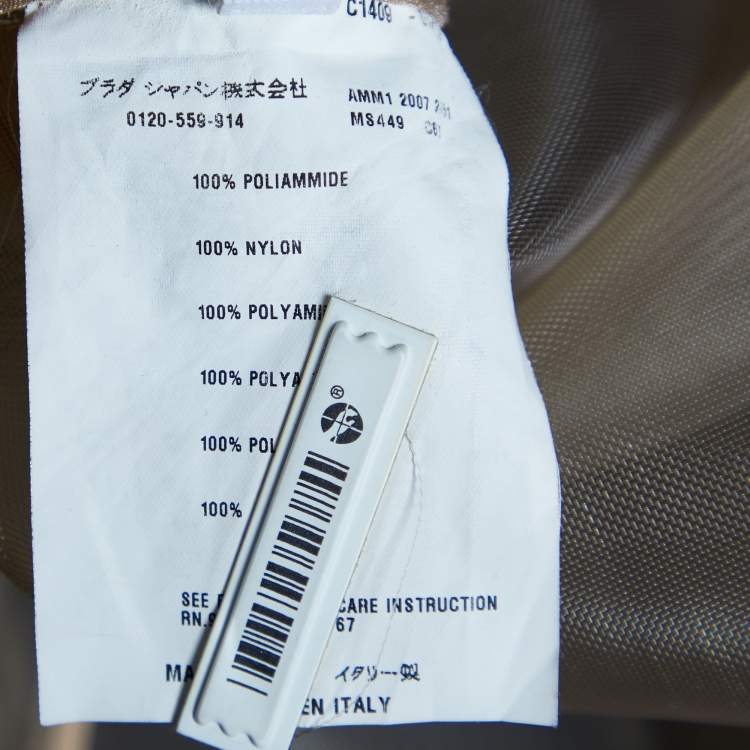 C1409
プラダ ジャパン株式会社
0120-559-914
AMM1 2007
MS449
100% POLIAMMIDE
100% NYLON
100% POLYAMI
100% POLYA
100% POL
100%
SEE CARE INSTRUCTION
RN. 67
MA イタリー製
EN ITALY
®